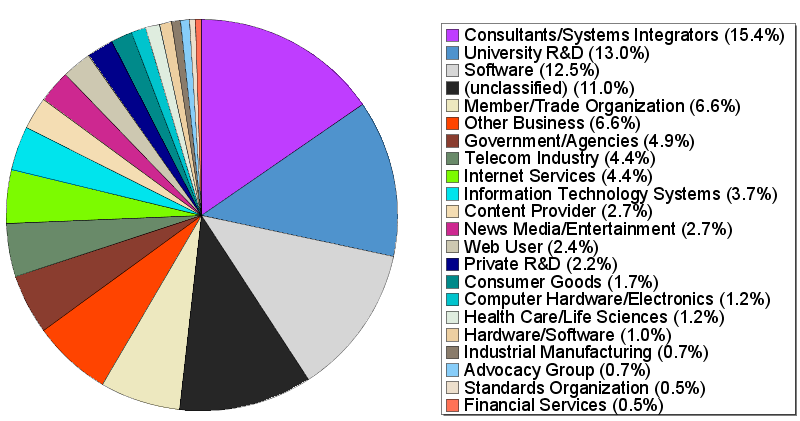 Consultants/Systems Integrators (15.4%)
University R&D (13.0%)
Software (12.5%)
(unclassified) (11.0%)
Member/Trade Organization (6.6%)
Other Business (6.6%)
Government/Agencies (4.9%)
Telecom Industry (4.4%)
Internet Services (4.4%)
Information Technology Systems (3.7%)
Content Provider (2.7%)
News Media/Entertainment (2.7%)
Web User (2.4%)
Private R&D (2.2%)
Consumer Goods (1.7%)
Computer Hardware/Electronics (1.2%)
Health Care/Life Sciences (1.2%)
Hardware/Software (1.0%)
Industrial Manufacturing (0.7%)
Advocacy Group (0.7%)
Standards Organization (0.5%)
Financial Services (0.5%)